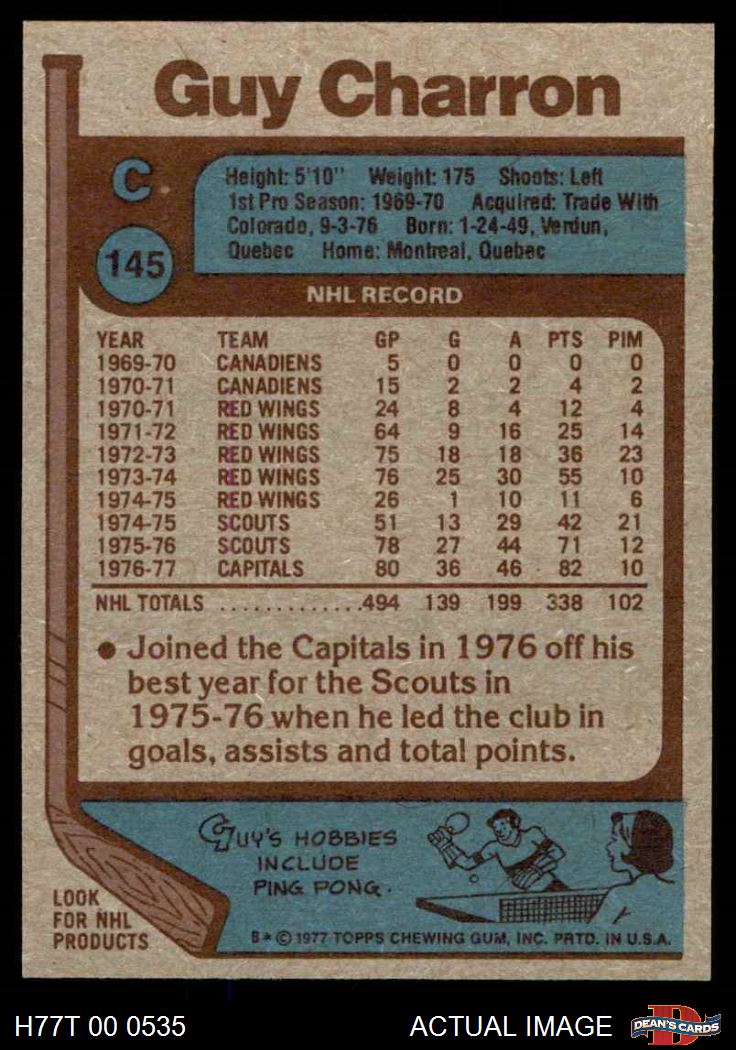 Guy Charron
C
145
Height: 5'10" Weight: 175 Shoots: Left
1st Pro Season: 1969-70 Acquired: Trade With
Colorado, 9-3-76 Born: 1-24-49, Verdun,
Quebec Home: Montreal, Quebec
NHL RECORD
YEAR TEAM GP G A PTS PIM
1969-70 CANADIENS 5 0 0 0 0
1970-71 CANADIENS 15 2 2 4 2
1970-71 RED WINGS 24 8 4 12 4
1971-72 RED WINGS 64 9 16 25 14
1972-73 RED WINGS 75 18 18 36 23
1973-74 RED WINGS 76 25 30 55 10
1974-75 RED WINGS 26 1 10 11 6
1974-75 SCOUTS 51 13 29 42 21
1975-76 SCOUTS 78 27 44 71 12
1976-77 CAPITALS 80 36 46 82 10
NHL TOTALS .............494 139 199 338 102
● Joined the Capitals in 1976 off his
best year for the Scouts in
1975-76 when he led the club in
goals, assists and total points.
GUY'S HOBBIES
INCLUDE
PING PONG.
LOOK
FOR NHL
PRODUCTS
B * © 1977 TOPPS CHEWING GUM, INC. PRTD. IN U.S.A.
H77T 00 0535
ACTUAL IMAGE
DEAN'S CARDS